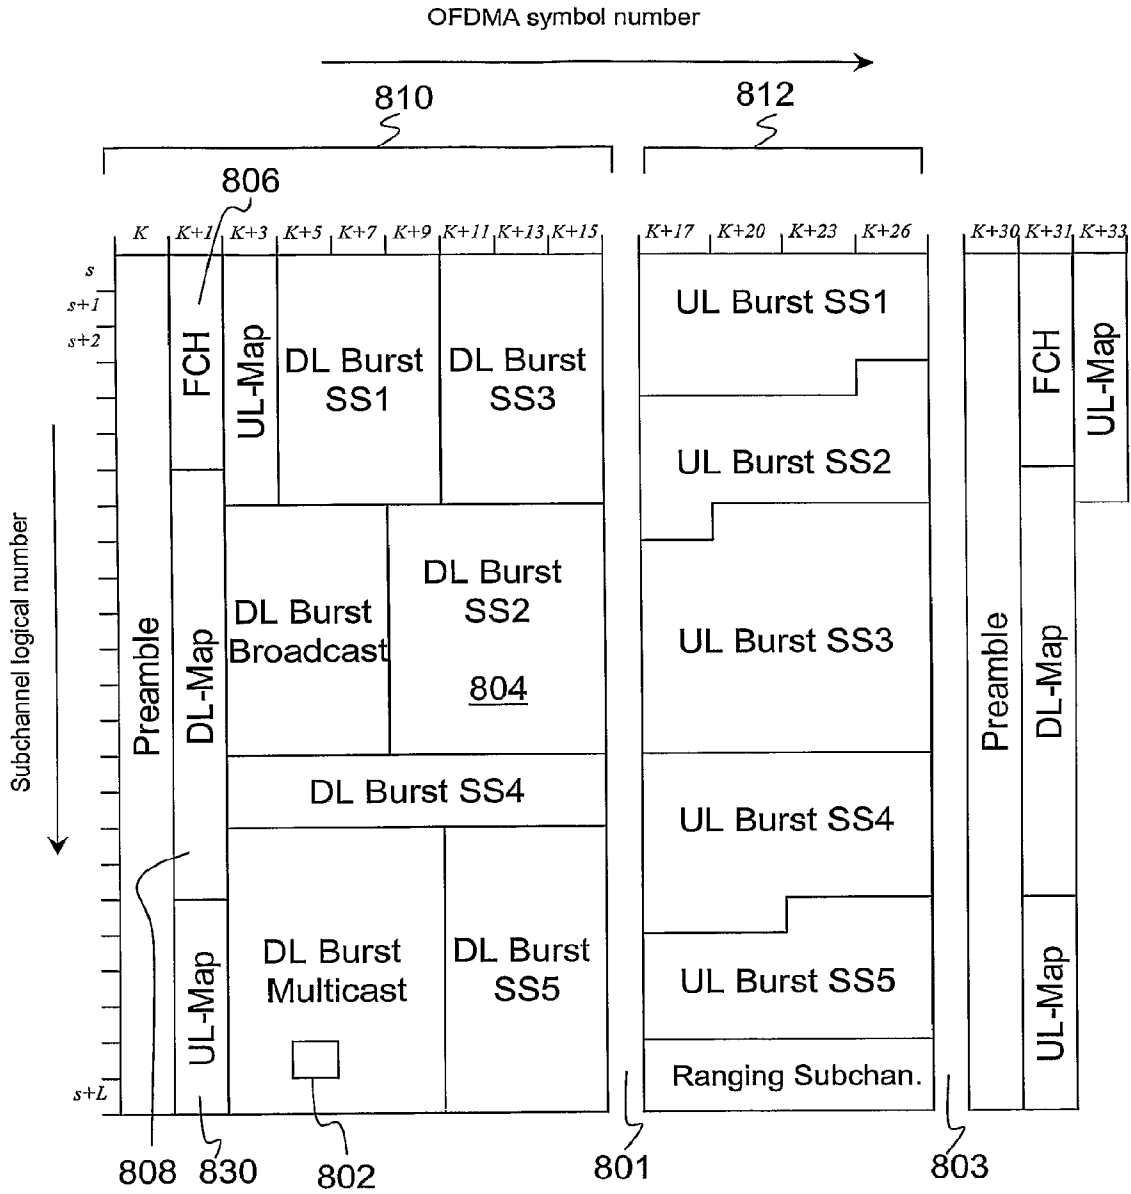 OFDMA symbol number
810
812
806
K
K+1
K+3
K+5
K+7
K+9
K+11
K+13
K+15
K+17
K+20
K+23
K+26
K+30
K+31
K+33
s
s+1
s+2
s+L
Subchannel logical number
Preamble
FCH
DL-Map
UL-Map
UL-Map
DL Burst
SS1
DL Burst
SS3
DL Burst
Broadcast
DL Burst
SS2
804
DL Burst SS4
DL Burst
Multicast
DL Burst
SS5
UL Burst SS1
UL Burst SS2
UL Burst SS3
UL Burst SS4
UL Burst SS5
Ranging Subchan.
Preamble
FCH
DL-Map
UL-Map
UL-Map
808
830
802
801
803